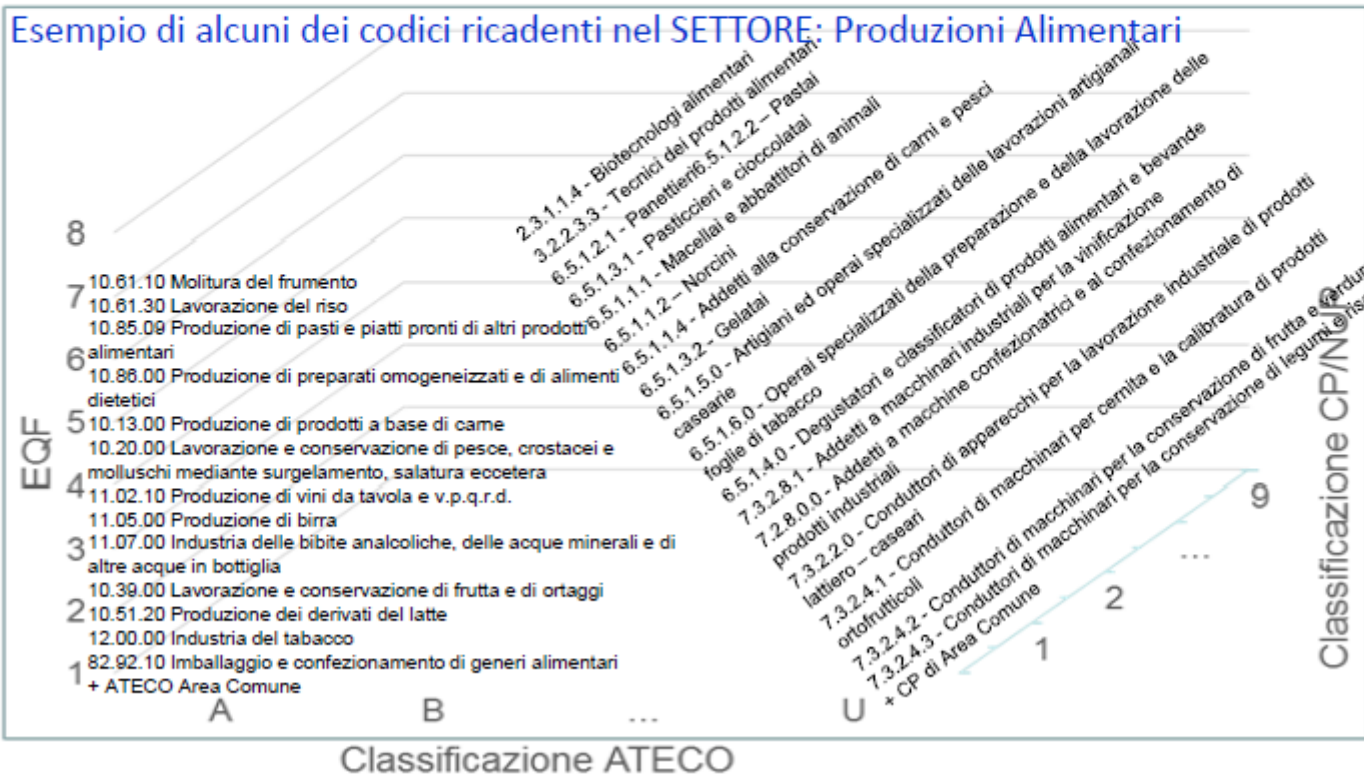 Esempio di alcuni dei codici ricadenti nel SETTORE: Produzioni Alimentari
EQF
8
7
6
5
4
3
2
1
10.61.10 Molitura del frumento
10.61.30 Lavorazione del riso
10.85.09 Produzione di pasti e piatti pronti di altri prodotti
alimentari
10.86.00 Produzione di preparati omogeneizzati e di alimenti
dietetici
10.13.00 Produzione di prodotti a base di carne
10.20.00 Lavorazione e conservazione di pesce, crostacei e
molluschi mediante surgelamento, salatura eccetera
11.02.10 Produzione di vini da tavola e v.p.q.r.d.
11.05.00 Produzione di birra
11.07.00 Industria delle bibite analcoliche, delle acque minerali e di
altre acque in bottiglia
10.39.00 Lavorazione e conservazione di frutta e di ortaggi
10.51.20 Produzione dei derivati del latte
12.00.00 Industria del tabacco
82.92.10 Imballaggio e confezionamento di generi alimentari
+ ATECO Area Comune
2.3.1.1.4 - Biotecnologi alimentari
3.2.2.3.3 - Tecnici dei prodotti alimentari
6.5.1.2.1 - Panettieri6.5.1.2.2 – Pastai
6.5.1.3.1 - Pasticcieri e cioccolatai
6.5.1.1.1 - Macellai e abbattitori di animali
6.5.1.1.2 – Norcini
6.5.1.1.4 - Addetti alla conservazione di carni e pesci
6.5.1.3.2 - Gelatai
6.5.1.5.0 - Artigiani ed operai specializzati delle lavorazioni artigianali
casearie
6.5.1.6.0 - Operai specializzati della preparazione e della lavorazione delle
foglie di tabacco
6.5.1.4.0 - Degustatori e classificatori di prodotti alimentari e bevande
7.3.2.8.1 - Addetti a macchinari industriali per la vinificazione
7.2.8.0.0 - Addetti a macchine confezionatrici e al confezionamento di
prodotti industriali
7.3.2.2.0 - Conduttori di apparecchi per la lavorazione industriale di prodotti
lattiero – caseari
7.3.2.4.1 - Conduttori di macchinari per cernita e la calibratura di prodotti
ortofrutticoli
7.3.2.4.2 - Conduttori di macchinari per la conservazione di frutta e
7.3.2.4.3 - Conduttori di macchinari per la conservazione di legumi e
+ CP di Area Comune
A
B
...
U
1
2
...
9
Classificazione ATECO
Classificazione CP/NUP